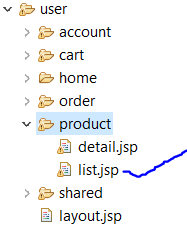 user
account
cart
home
order
product
detail.jsp
list.jsp
shared
layout.jsp